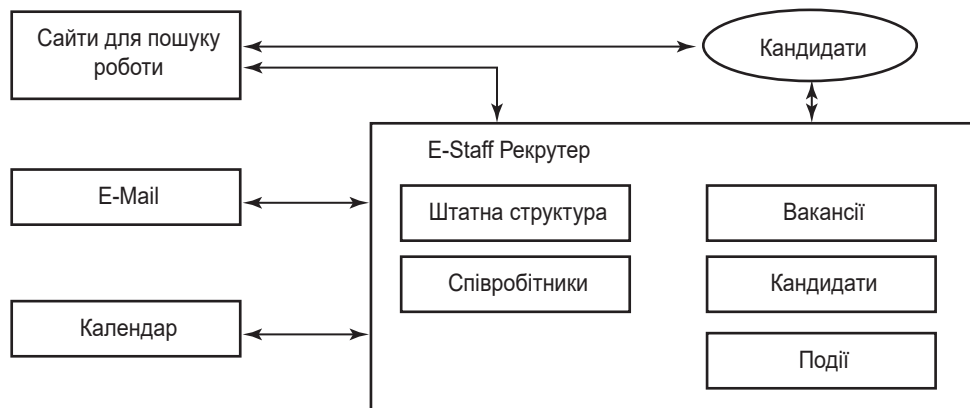 Сайти для пошуку
роботи
Кандидати
E-Staff Рекрутер
E-Mail
Штатна структура
Вакансії
Співробітники
Кандидати
Календар
Події